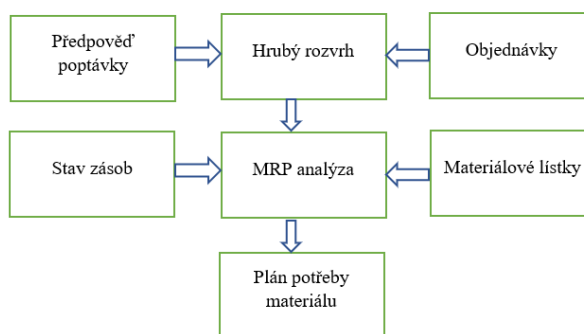 Předpověď
poptávky
Hrubý rozvrh
Objednávky
Stav zásob
MRP analýza
Materiálové lístky
Plán potřeby
materiálu